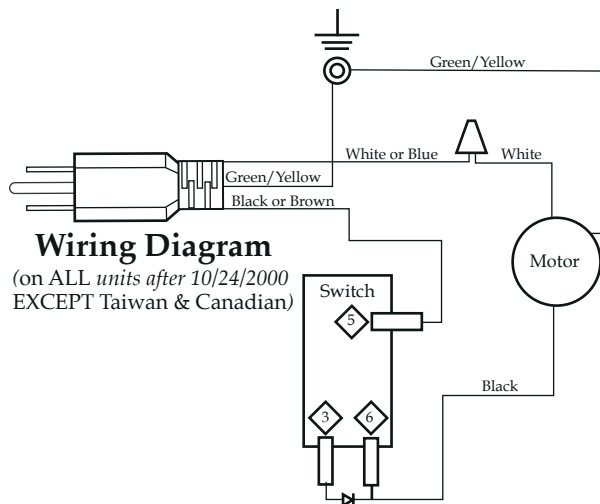 Green/Yellow
White or Blue
White
Green/Yellow
Black or Brown
Wiring Diagram
(on ALL units after 10/24/2000
EXCEPT Taiwan & Canadian)
Motor
Switch
5
Black
3
6